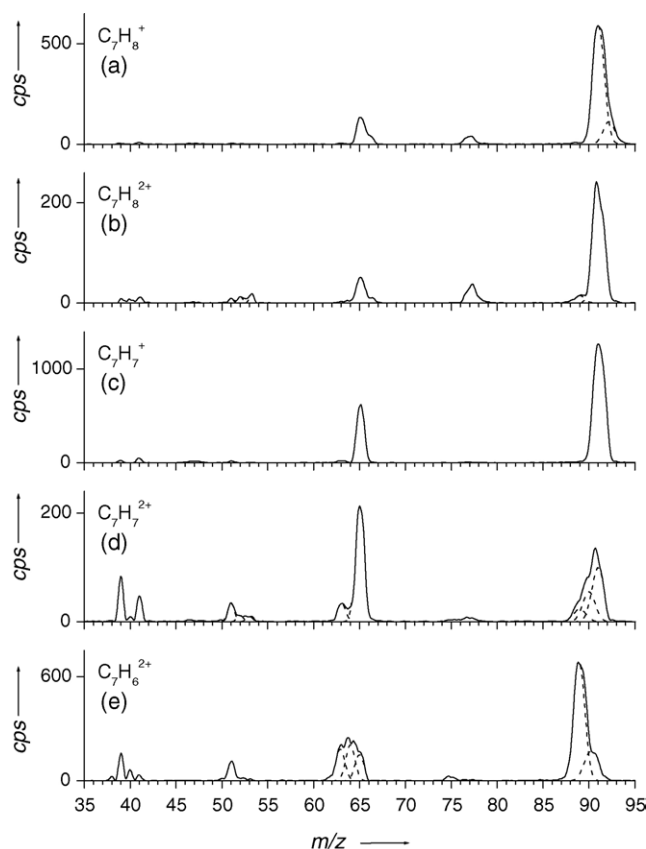 C₇H₈⁺
(a)
cps
500
0
C₇H₈²⁺
(b)
cps
200
0
C₇H₇⁺
(c)
cps
1000
0
C₇H₇²⁺
(d)
cps
200
0
C₇H₆²⁺
(e)
cps
600
0
35 40 45 50 55 60 65 70 75 80 85 90 95
m/z